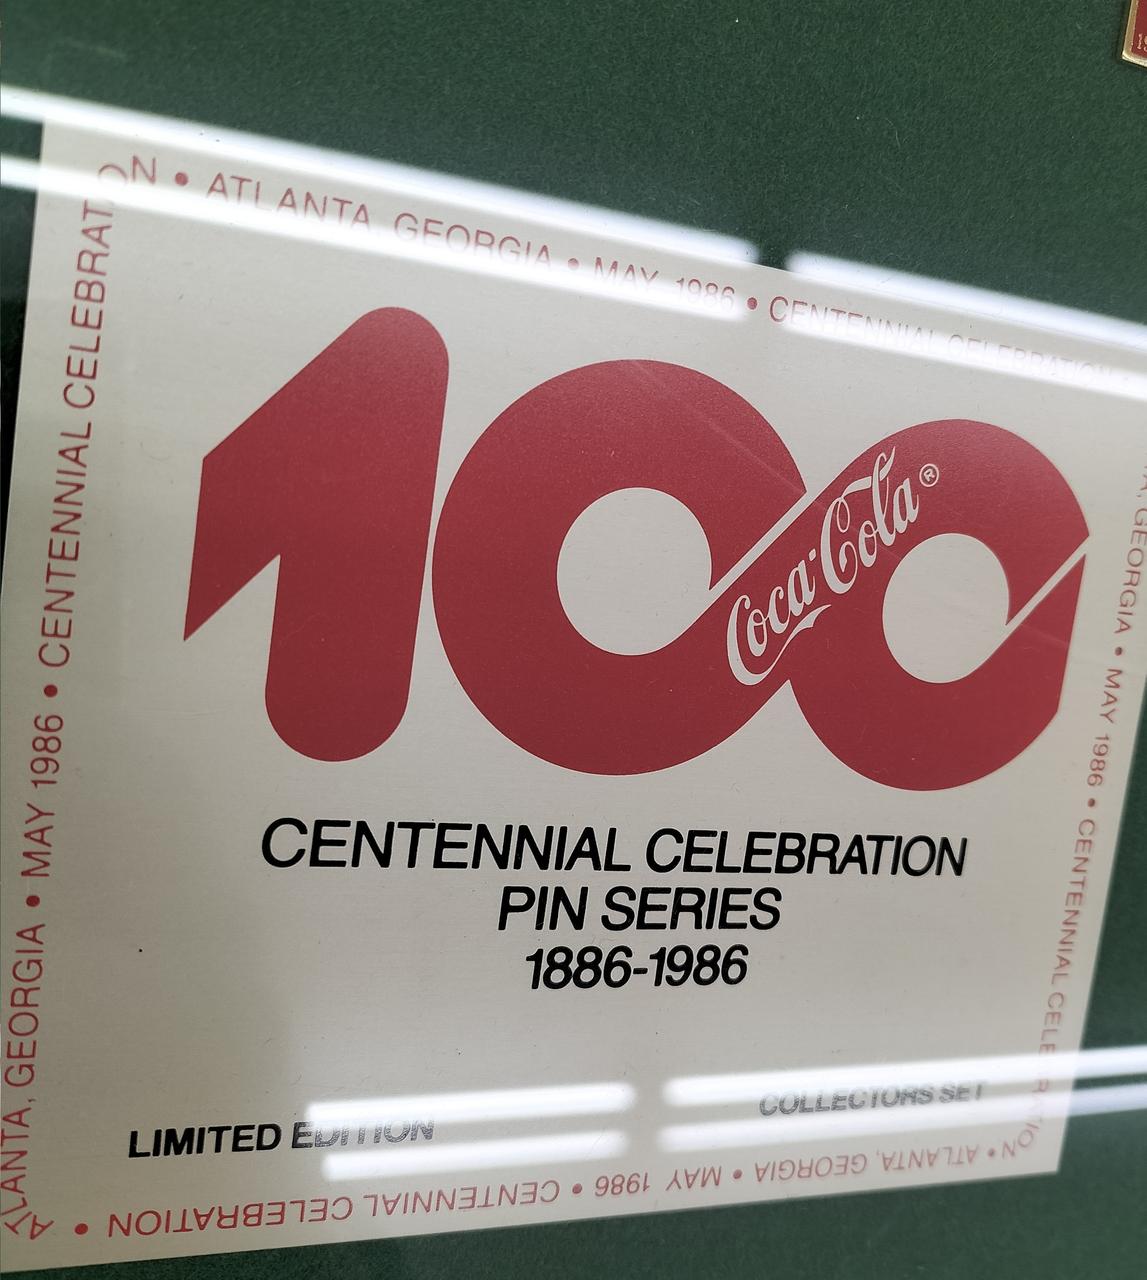 ATLANTA, GEORGIA • MAY 1986 • CENTENNIAL CELEBRATION
• ATLANTA, GEORGIA • MAY 1986 • CENTENNIAL CELEBRATION
GEORGIA • MAY 1986 • CENTENNIAL CELEBRATION
• ATLANTA, GEORGIA • MAY 1986 • CENTENNIAL CELEBRATION •
100
Coca-Cola®
CENTENNIAL CELEBRATION
PIN SERIES
1886-1986
LIMITED EDITION
COLLECTORS SET